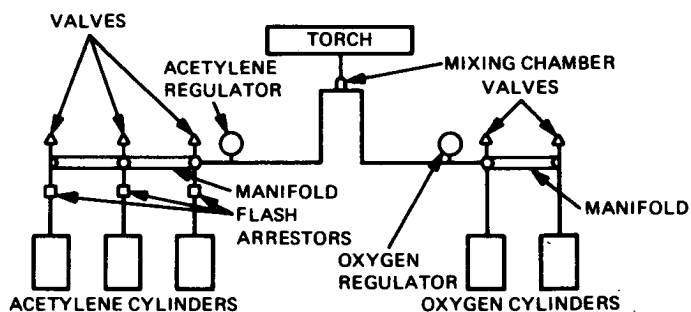 VALVES
TORCH
ACETYLENE
REGULATOR
MIXING CHAMBER
VALVES
MANIFOLD
FLASH
ARRESTORS
MANIFOLD
OXYGEN
REGULATOR
ACETYLENE CYLINDERS
OXYGEN CYLINDERS